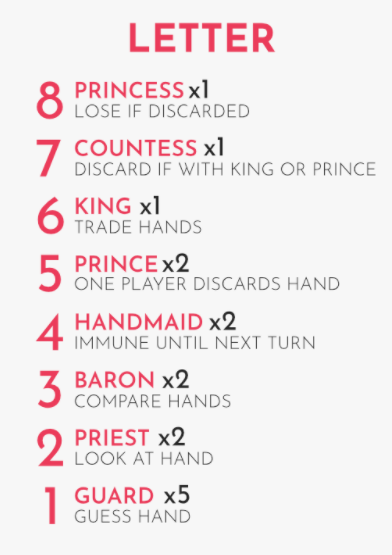 LETTER
8 PRINCESS x1
LOSE IF DISCARDED
7 COUNTESS x1
DISCARD IF WITH KING OR PRINCE
6 KING x1
TRADE HANDS
5 PRINCE x2
ONE PLAYER DISCARDS HAND
4 HANDMAID x2
IMMUNE UNTIL NEXT TURN
3 BARON x2
COMPARE HANDS
2 PRIEST x2
LOOK AT HAND
1 GUARD x5
GUESS HAND